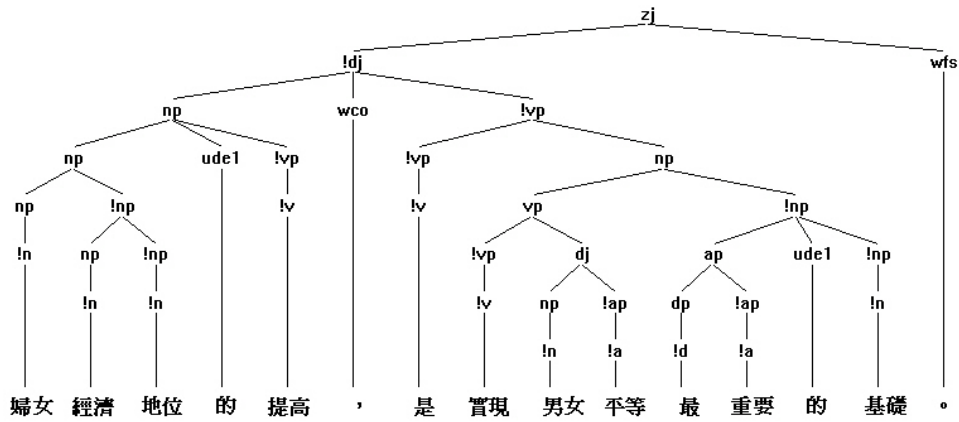 zj
!dj wfs
np wco !vp
np ude1 !vp !vp np
np !np !v !v vp !np
!n np !np !vp dj ap ude1 !np
!n !n !v np !ap dp !ap !n
!n !a !d !a
婦女 經濟 地位 的 提高 , 是 實現 男女 平等 最 重要 的 基礎 。